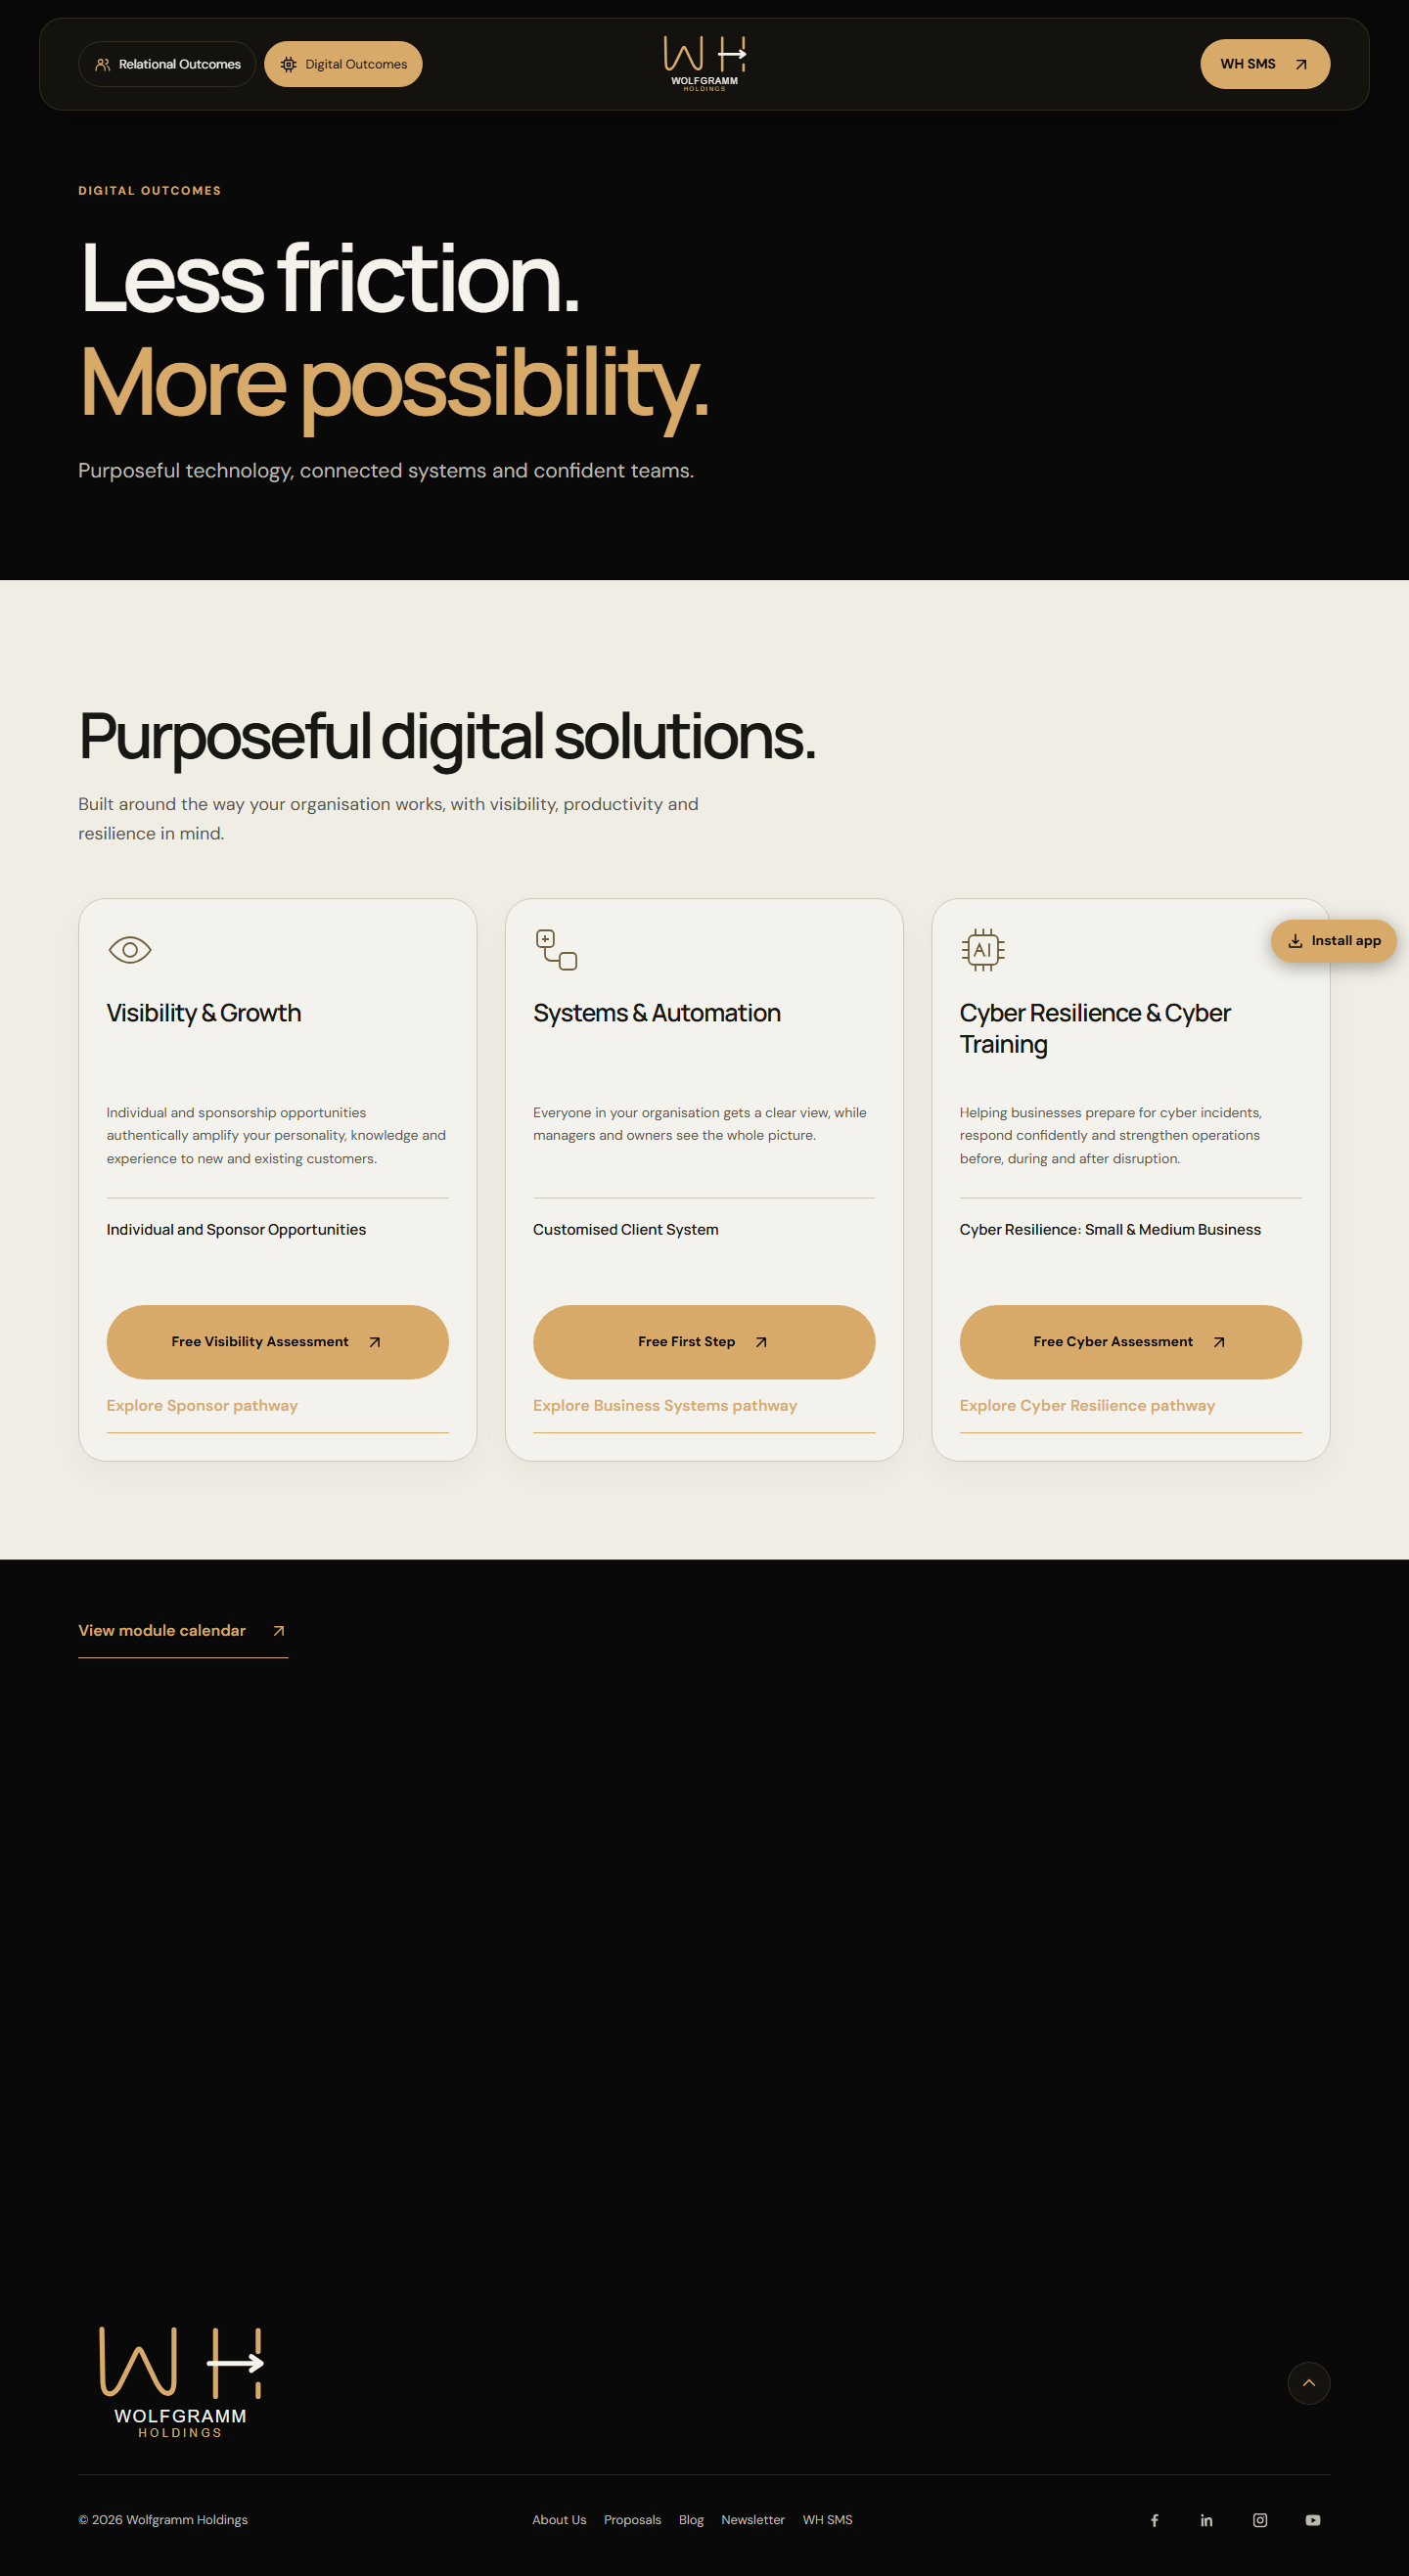 Relational Outcomes
Digital Outcomes
WOLFGRAMM
HOLDINGS
WH SMS
DIGITAL OUTCOMES
Less friction.
More possibility.
Purposeful technology, connected systems and confident teams.
Purposeful digital solutions.
Built around the way your organisation works, with visibility, productivity and
resilience in mind.
Install app
Visibility & Growth
Individual and sponsorship opportunities
authentically amplify your personality, knowledge and
experience to new and existing customers.
Individual and Sponsor Opportunities
Free Visibility Assessment
Explore Sponsor pathway
Systems & Automation
Everyone in your organisation gets a clear view, while
managers and owners see the whole picture.
Customised Client System
Free First Step
Explore Business Systems pathway
AI
Cyber Resilience & Cyber
Training
Helping businesses prepare for cyber incidents,
respond confidently and strengthen operations
before, during and after disruption.
Cyber Resilience: Small & Medium Business
Free Cyber Assessment
Explore Cyber Resilience pathway
View module calendar
WH
WOLFGRAMM
HOLDINGS
© 2026 Wolfgramm Holdings
About Us
Proposals
Blog
Newsletter
WH SMS